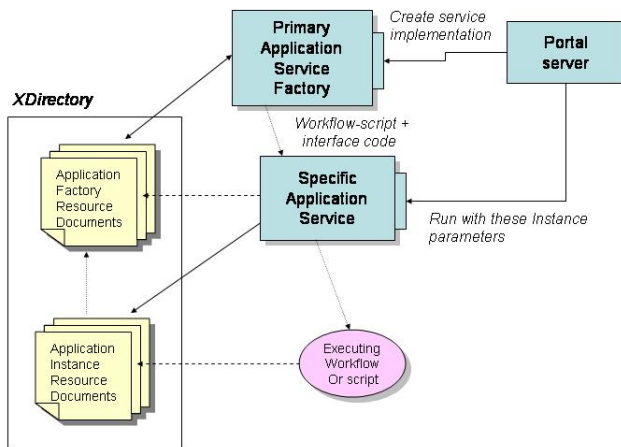 Primary
Application
Service
Factory
Create service
implementation
Portal
server
XDirectory
Workflow-script +
interface code
Application
Factory
Resource
Documents
Specific
Application
Service
Run with these Instance
parameters
Application
Instance
Resource
Documents
Executing
Workflow
Or script